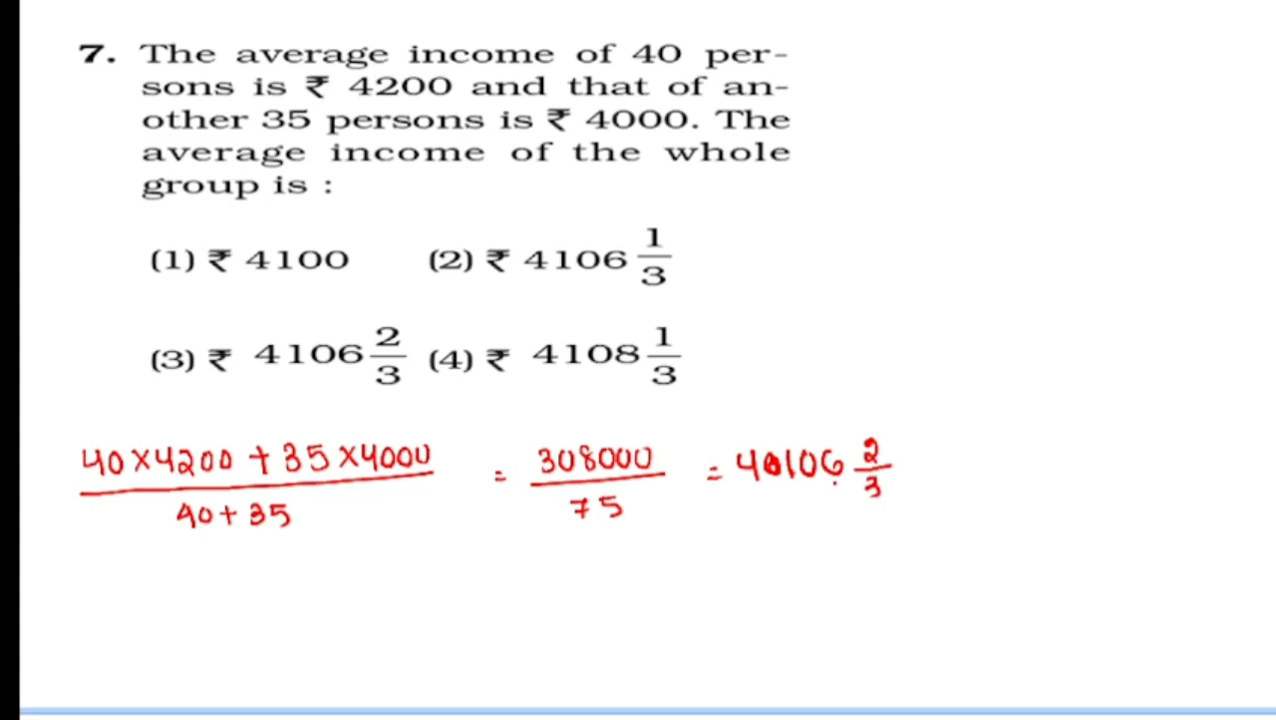 7. The average income of 40 per-
sons is ₹ 4200 and that of an-
other 35 persons is ₹ 4000. The
average income of the whole
group is :
(1) ₹ 4100 (2) ₹ 4106 1/3
(3) ₹ 4106 2/3 (4) ₹ 4108 1/3
(40×4200 + 35×4000)/(40+35) = 308000/75 = 40106 2/3